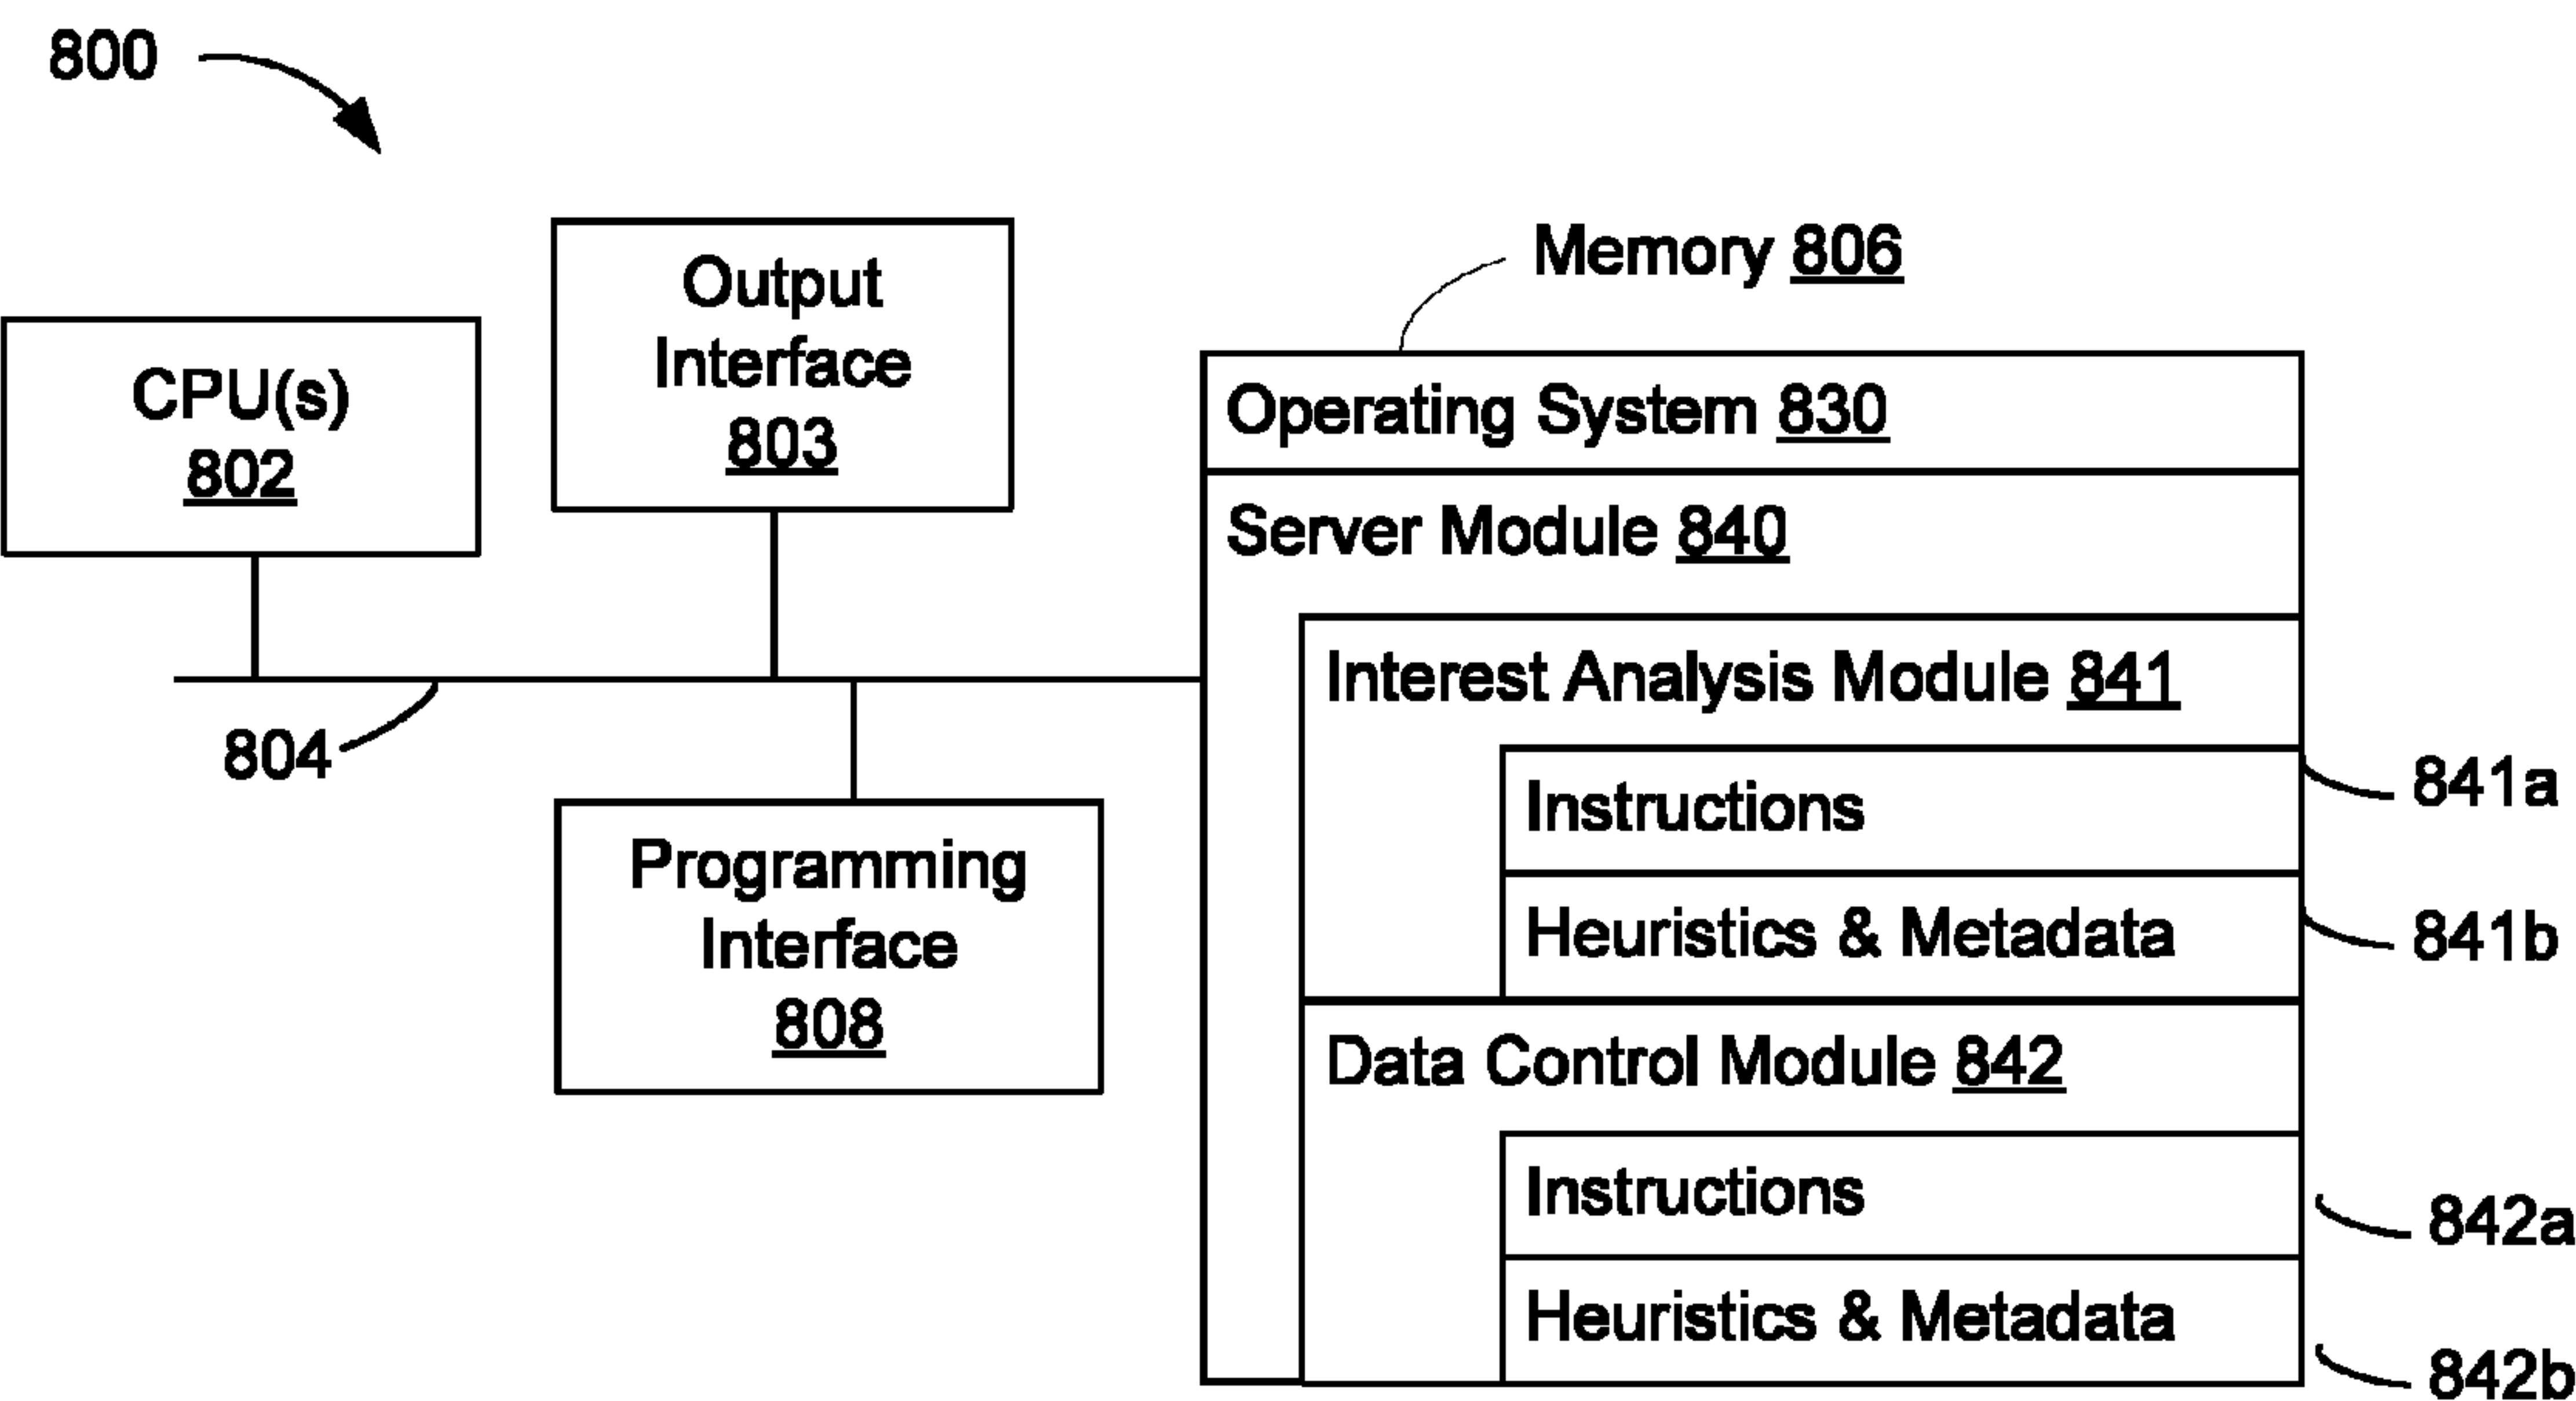 800
Output
Interface
803
CPU(s)
802
Memory 806
Operating System 830
Server Module 840
Interest Analysis Module 841
804
Instructions
841a
Programming
Interface
808
Heuristics & Metadata
841b
Data Control Module 842
Instructions
842a
Heuristics & Metadata
842b